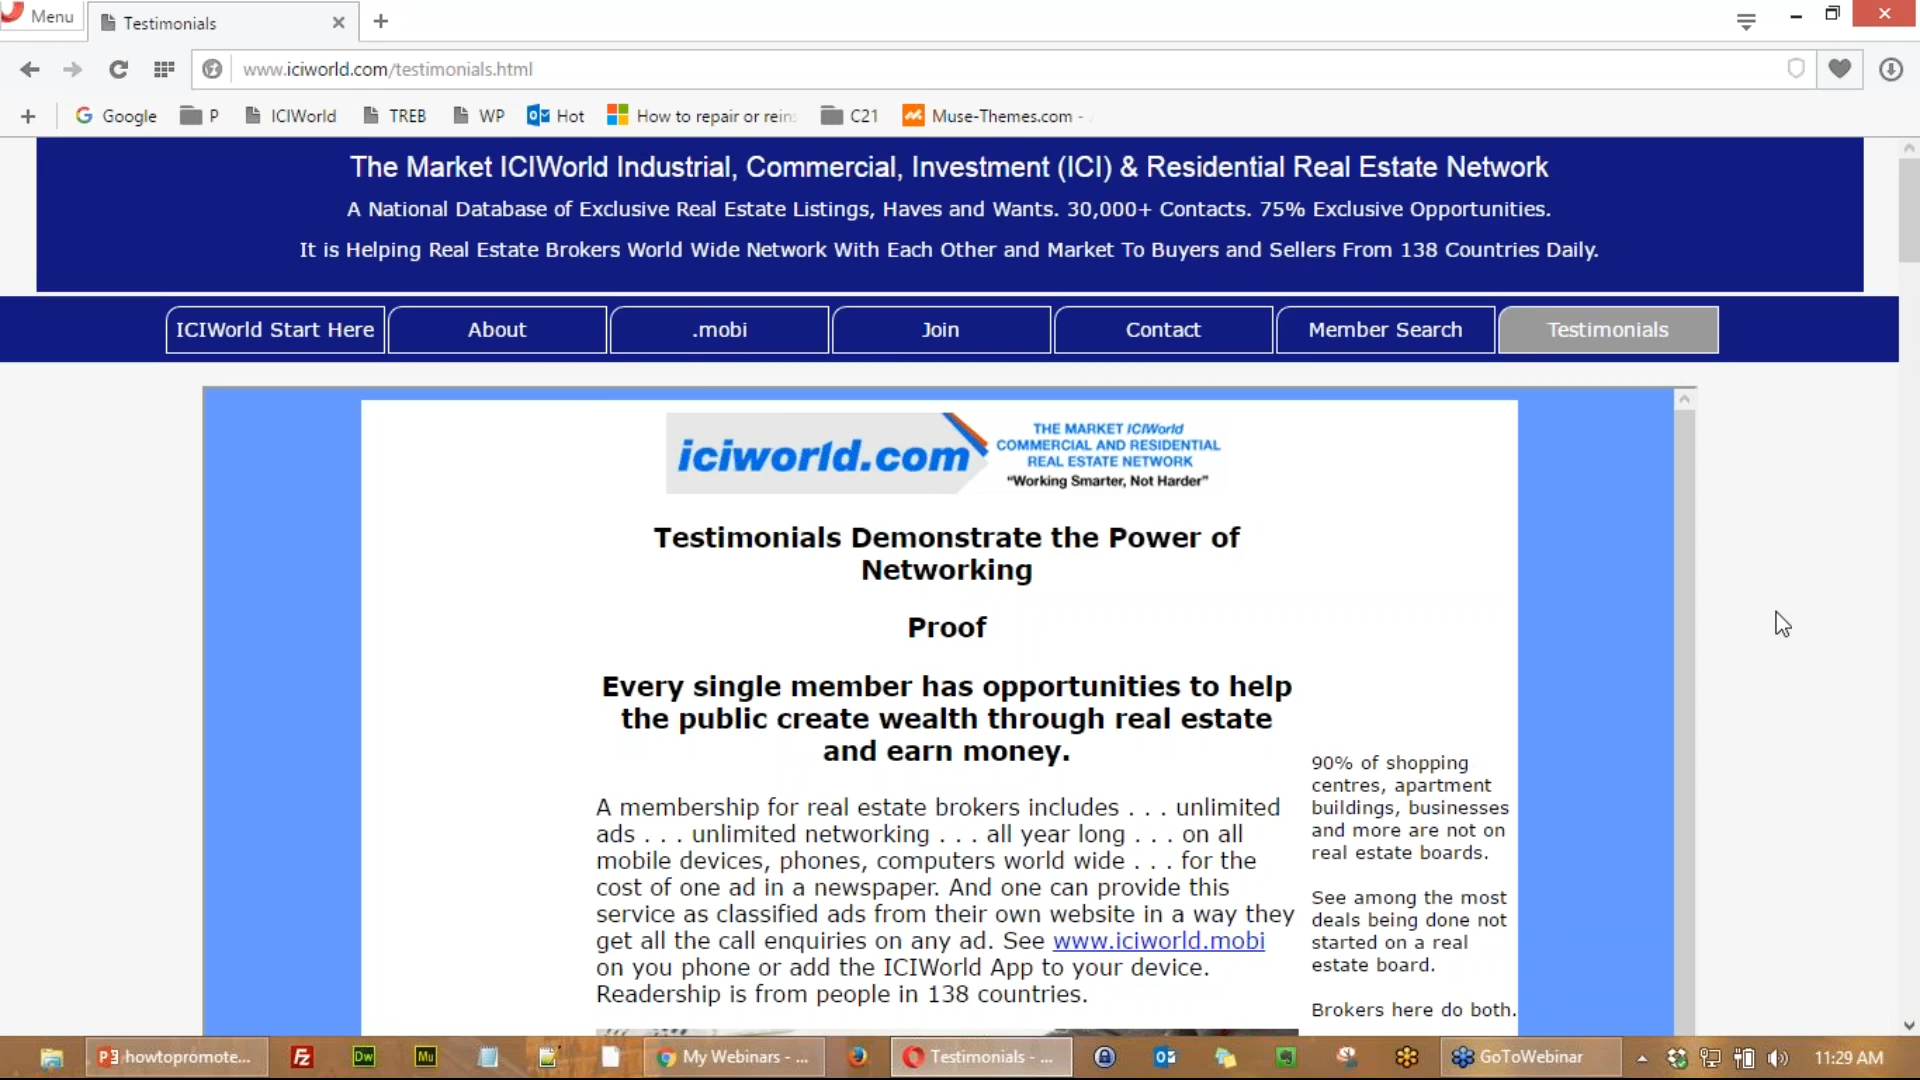 Menu
Testimonials
www.iciworld.com/testimonials.html
Google
P
ICIWorld
TREB
WP
Hot
How to repair or rein
C21
Muse-Themes.com -
The Market ICIWorld Industrial, Commercial, Investment (ICI) & Residential Real Estate Network
A National Database of Exclusive Real Estate Listings, Haves and Wants. 30,000+ Contacts. 75% Exclusive Opportunities.
It is Helping Real Estate Brokers World Wide Network With Each Other and Market To Buyers and Sellers From 138 Countries Daily.
ICIWorld Start Here
About
.mobi
Join
Contact
Member Search
Testimonials
iciworld.com
THE MARKET ICIWorld
COMMERCIAL AND RESIDENTIAL
REAL ESTATE NETWORK
"Working Smarter, Not Harder"
Testimonials Demonstrate the Power of
Networking
Proof
Every single member has opportunities to help
the public create wealth through real estate
and earn money.
A membership for real estate brokers includes . . . unlimited
ads . . . unlimited networking . . . all year long . . . on all
mobile devices, phones, computers world wide . . . for the
cost of one ad in a newspaper. And one can provide this
service as classified ads from their own website in a way they
get all the call enquiries on any ad. See www.iciworld.mobi
on you phone or add the ICIWorld App to your device.
Readership is from people in 138 countries.
90% of shopping
centres, apartment
buildings, businesses
and more are not on
real estate boards.
See among the most
deals being done not
started on a real
estate board.
Brokers here do both.
howtopromote...
Fz
Dw
Mu
My Webinars - ...
Testimonials - ...
GoToWebinar
11:29 AM